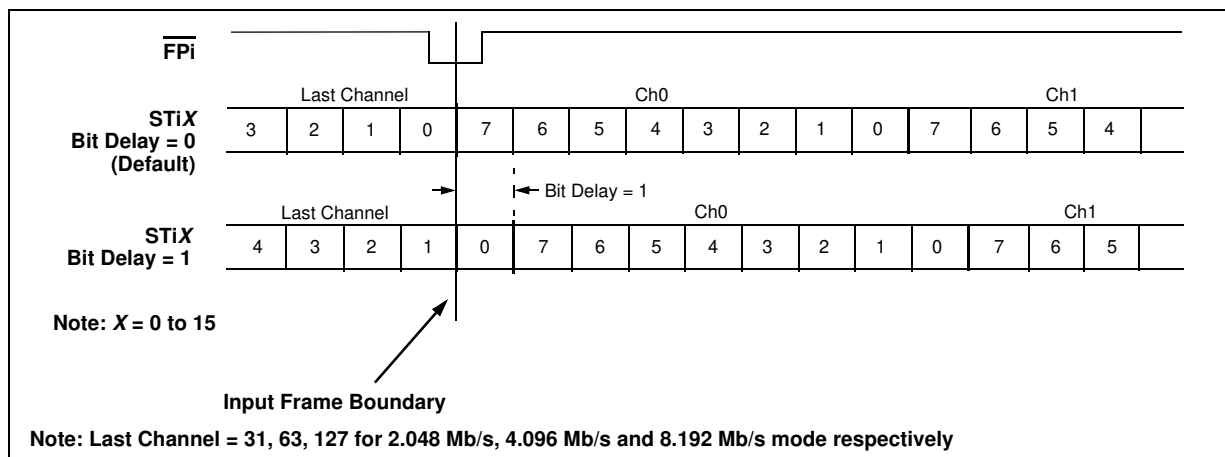 FPi
Last Channel Ch0 Ch1
STiX
Bit Delay = 0
(Default)
3 2 1 0 7 6 5 4 3 2 1 0 7 6 5 4
Bit Delay = 1
Last Channel Ch0 Ch1
STiX
Bit Delay = 1
4 3 2 1 0 7 6 5 4 3 2 1 0 7 6 5
Note: X = 0 to 15
Input Frame Boundary
Note: Last Channel = 31, 63, 127 for 2.048 Mb/s, 4.096 Mb/s and 8.192 Mb/s mode respectively